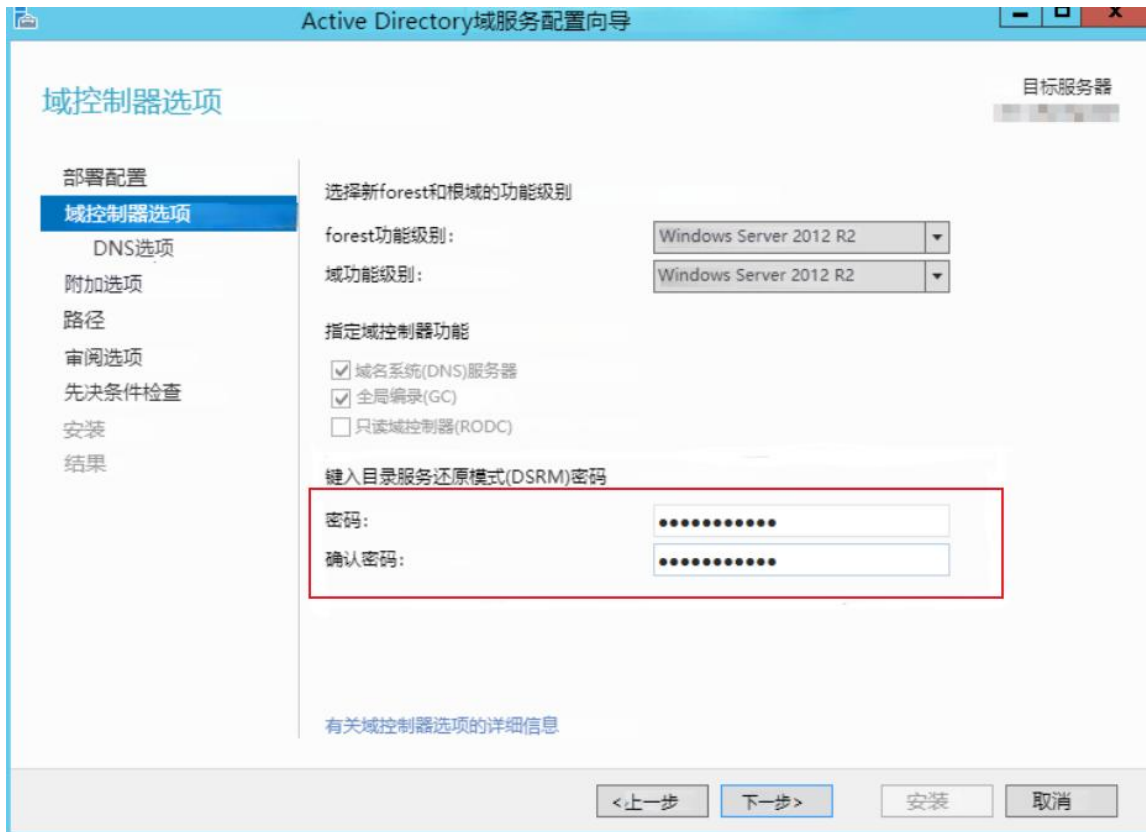 Active Directory域服务配置向导
域控制器选项
目标服务器
部署配置
域控制器选项
DNS选项
附加选项
路径
审阅选项
先决条件检查
安装
结果
选择新forest和根域的功能级别
forest功能级别：
Windows Server 2012 R2
域功能级别：
Windows Server 2012 R2
指定域控制器功能
域名系统(DNS)服务器
全局编录(GC)
只读域控制器(RODC)
键入目录服务还原模式(DSRM)密码
密码：
●●●●●●●●●●●
确认密码：
●●●●●●●●●●●
有关域控制器选项的详细信息
<上一步
下一步>
安装
取消